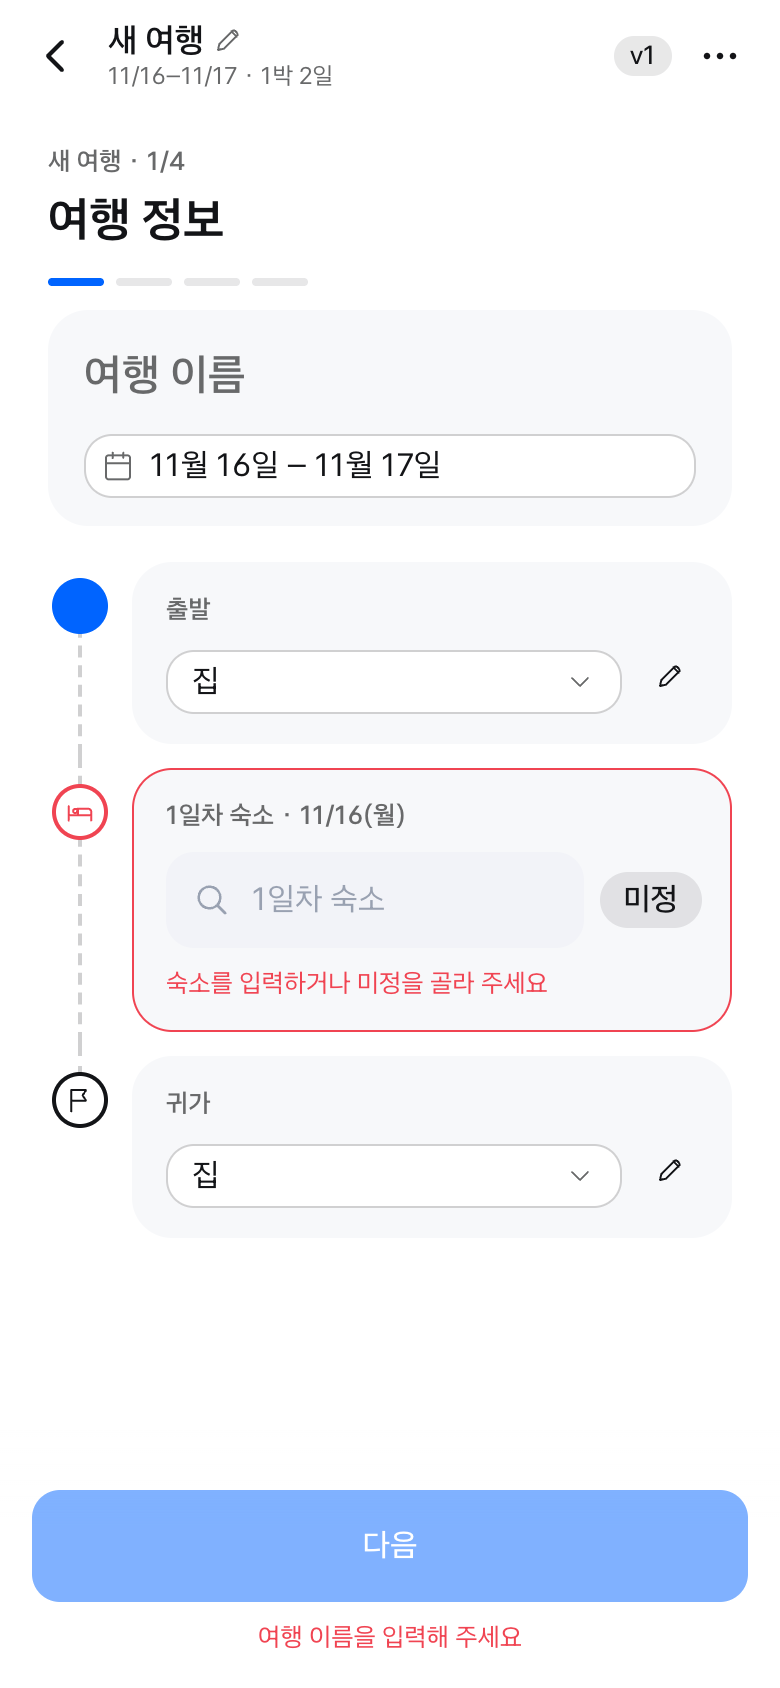 새 여행
11/16–11/17 · 1박 2일
v1
새 여행 · 1/4
여행 정보
여행 이름
11월 16일 – 11월 17일
출발
집
1일차 숙소 · 11/16(월)
1일차 숙소
미정
숙소를 입력하거나 미정을 골라 주세요
귀가
집
다음
여행 이름을 입력해 주세요